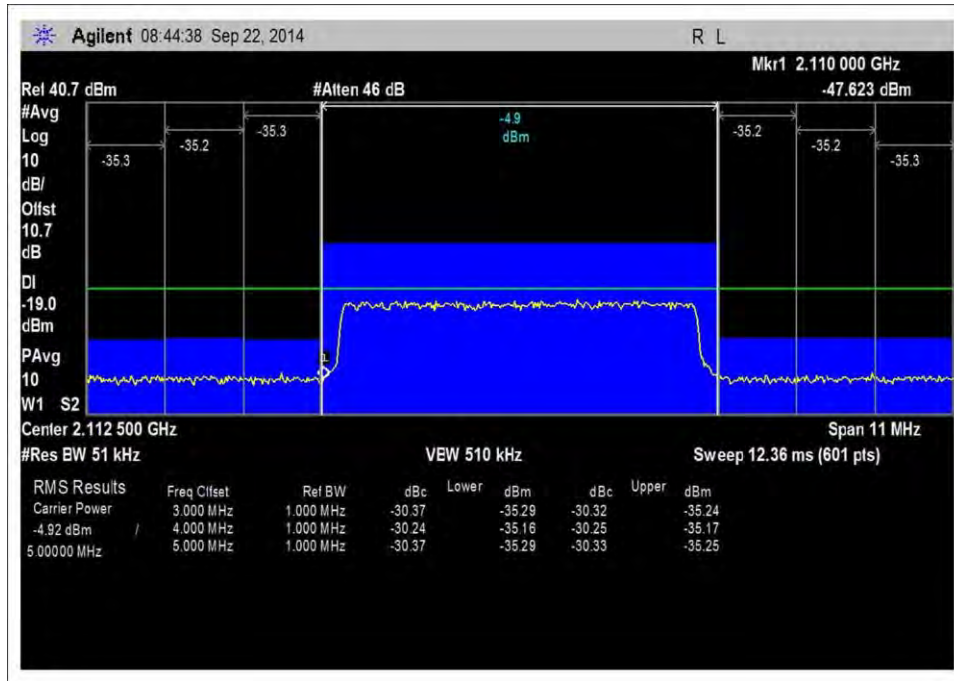 Agilent 08:44:38 Sep 22, 2014 R L
Mkr1 2.110 000 GHz
Ref 40.7 dBm #Atten 46 dB -47.623 dBm
#Avg
Log
10
dB/
Offst
10.7
dB
DI
-19.0
dBm
PAvg
10
W1 S2
-35.3
-35.2
-35.3
-4.9
dBm
-35.2
-35.2
-35.3
1
Center 2.112 500 GHz Span 11 MHz
#Res BW 51 kHz VBW 510 kHz Sweep 12.36 ms (601 pts)
RMS Results Freq Offset Ref BW dBc Lower dBm dBc Upper dBm
Carrier Power 3.000 MHz 1.000 MHz -30.37 -35.29 -30.32 -35.24
-4.92 dBm / 4.000 MHz 1.000 MHz -30.24 -35.16 -30.25 -35.17
5.00000 MHz 5.000 MHz 1.000 MHz -30.37 -35.29 -30.33 -35.25